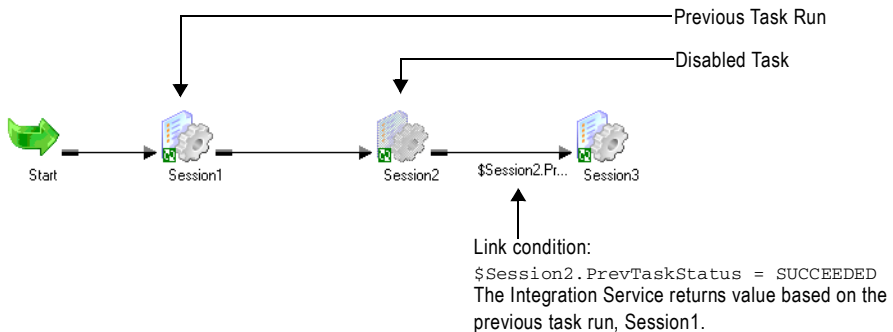 Previous Task Run
Disabled Task
Start
Session1
Session2
$Session2.Pr...
Session3
Link condition:
$Session2.PrevTaskStatus = SUCCEEDED
The Integration Service returns value based on the
previous task run, Session1.